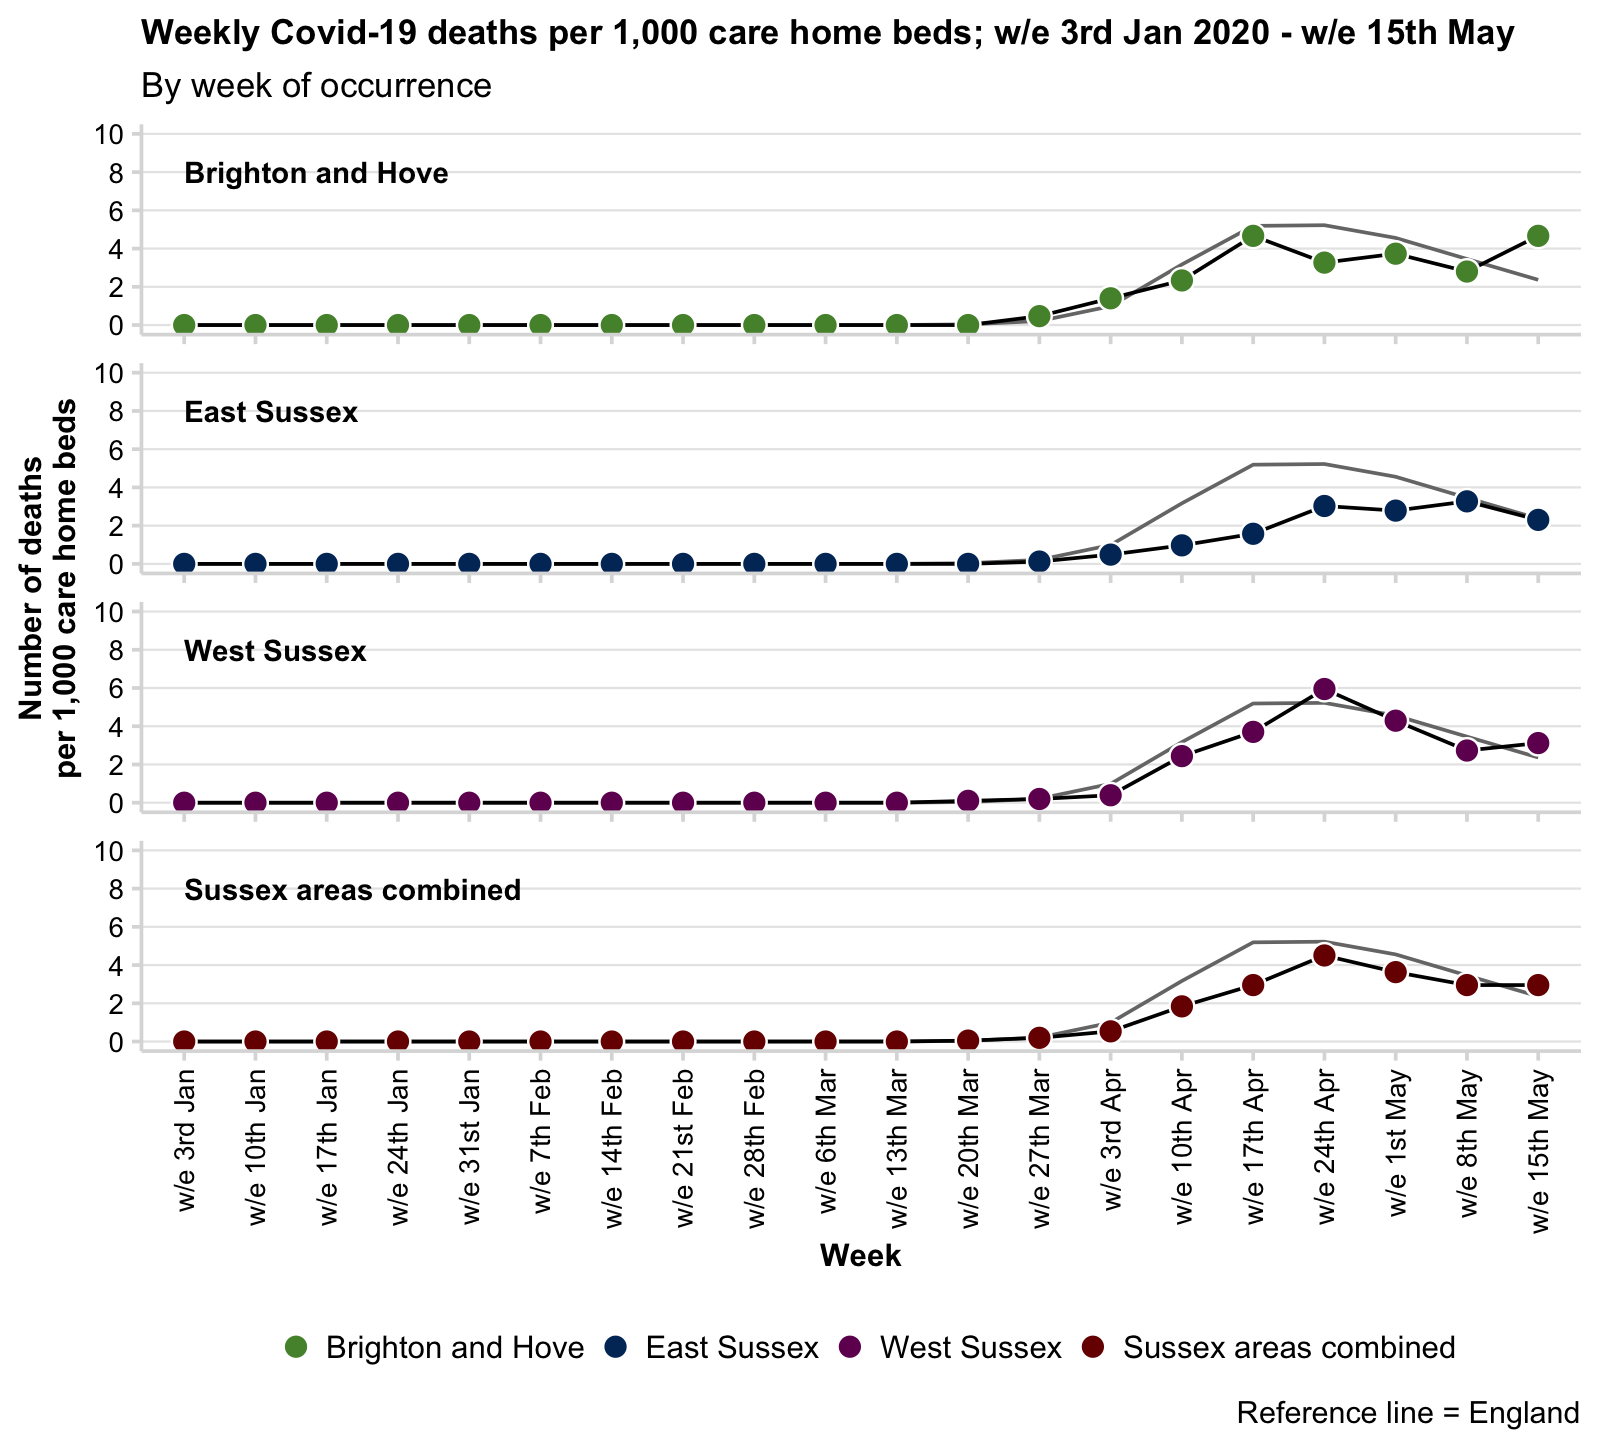 Weekly Covid-19 deaths per 1,000 care home beds; w/e 3rd Jan 2020 - w/e 15th May
By week of occurrence
Number of deaths
per 1,000 care home beds
10
8
6
4
2
0
Brighton and Hove
10
8
6
4
2
0
East Sussex
10
8
6
4
2
0
West Sussex
10
8
6
4
2
0
Sussex areas combined
w/e 3rd Jan
w/e 10th Jan
w/e 17th Jan
w/e 24th Jan
w/e 31st Jan
w/e 7th Feb
w/e 14th Feb
w/e 21st Feb
w/e 28th Feb
w/e 6th Mar
w/e 13th Mar
w/e 20th Mar
w/e 27th Mar
w/e 3rd Apr
w/e 10th Apr
w/e 17th Apr
w/e 24th Apr
w/e 1st May
w/e 8th May
w/e 15th May
Week
Brighton and Hove East Sussex West Sussex Sussex areas combined
Reference line = England